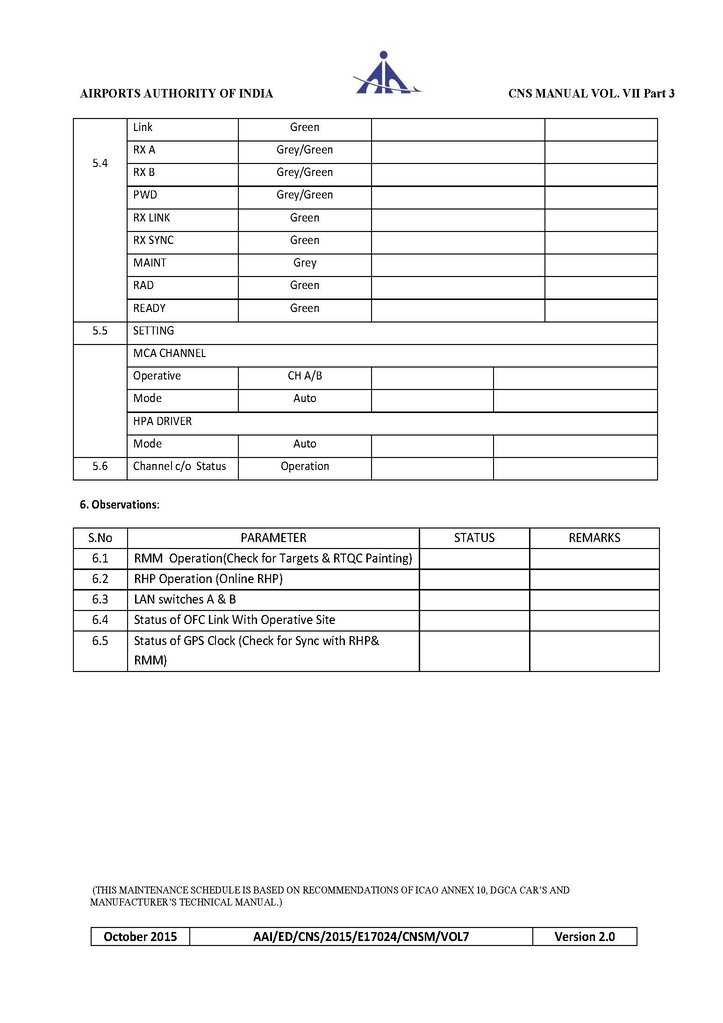 AIRPORTS AUTHORITY OF INDIA CNS MANUAL VOL. VII Part 3
Link Green
RX A Grey/Green
5.4
RX B Grey/Green
PWD Grey/Green
RX LINK Green
RX SYNC Green
MAINT Grey
RAD Green
READY Green
5.5 SETTING
MCA CHANNEL
Operative CH A/B
Mode Auto
HPA DRIVER
Mode Auto
5.6 Channel c/o Status Operation
6. Observations:
S.No PARAMETER STATUS REMARKS
6.1 RMM Operation(Check for Targets & RTQC Painting)
6.2 RHP Operation (Online RHP)
6.3 LAN switches A & B
6.4 Status of OFC Link With Operative Site
6.5 Status of GPS Clock (Check for Sync with RHP&
RMM)
(THIS MAINTENANCE SCHEDULE IS BASED ON RECOMMENDATIONS OF ICAO ANNEX 10, DGCA CAR'S AND
MANUFACTURER'S TECHNICAL MANUAL.)
October 2015 AAI/ED/CNS/2015/E17024/CNSM/VOL7 Version 2.0